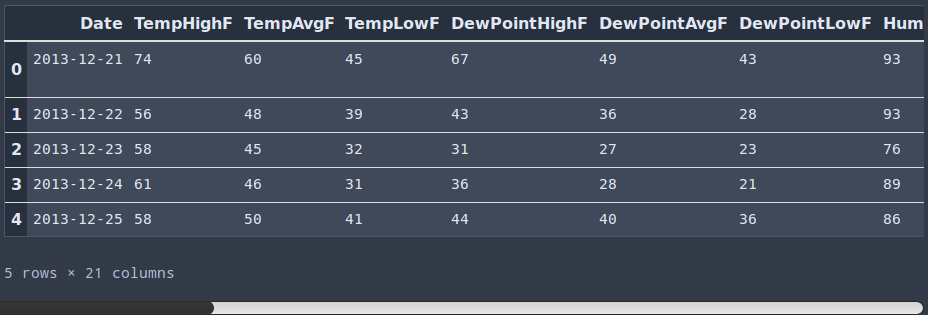 Date TempHighF TempAvgF TempLowF DewPointHighF DewPointAvgF DewPointLowF Hum
0 2013-12-21 74 60 45 67 49 43 93
1 2013-12-22 56 48 39 43 36 28 93
2 2013-12-23 58 45 32 31 27 23 76
3 2013-12-24 61 46 31 36 28 21 89
4 2013-12-25 58 50 41 44 40 36 86
5 rows × 21 columns